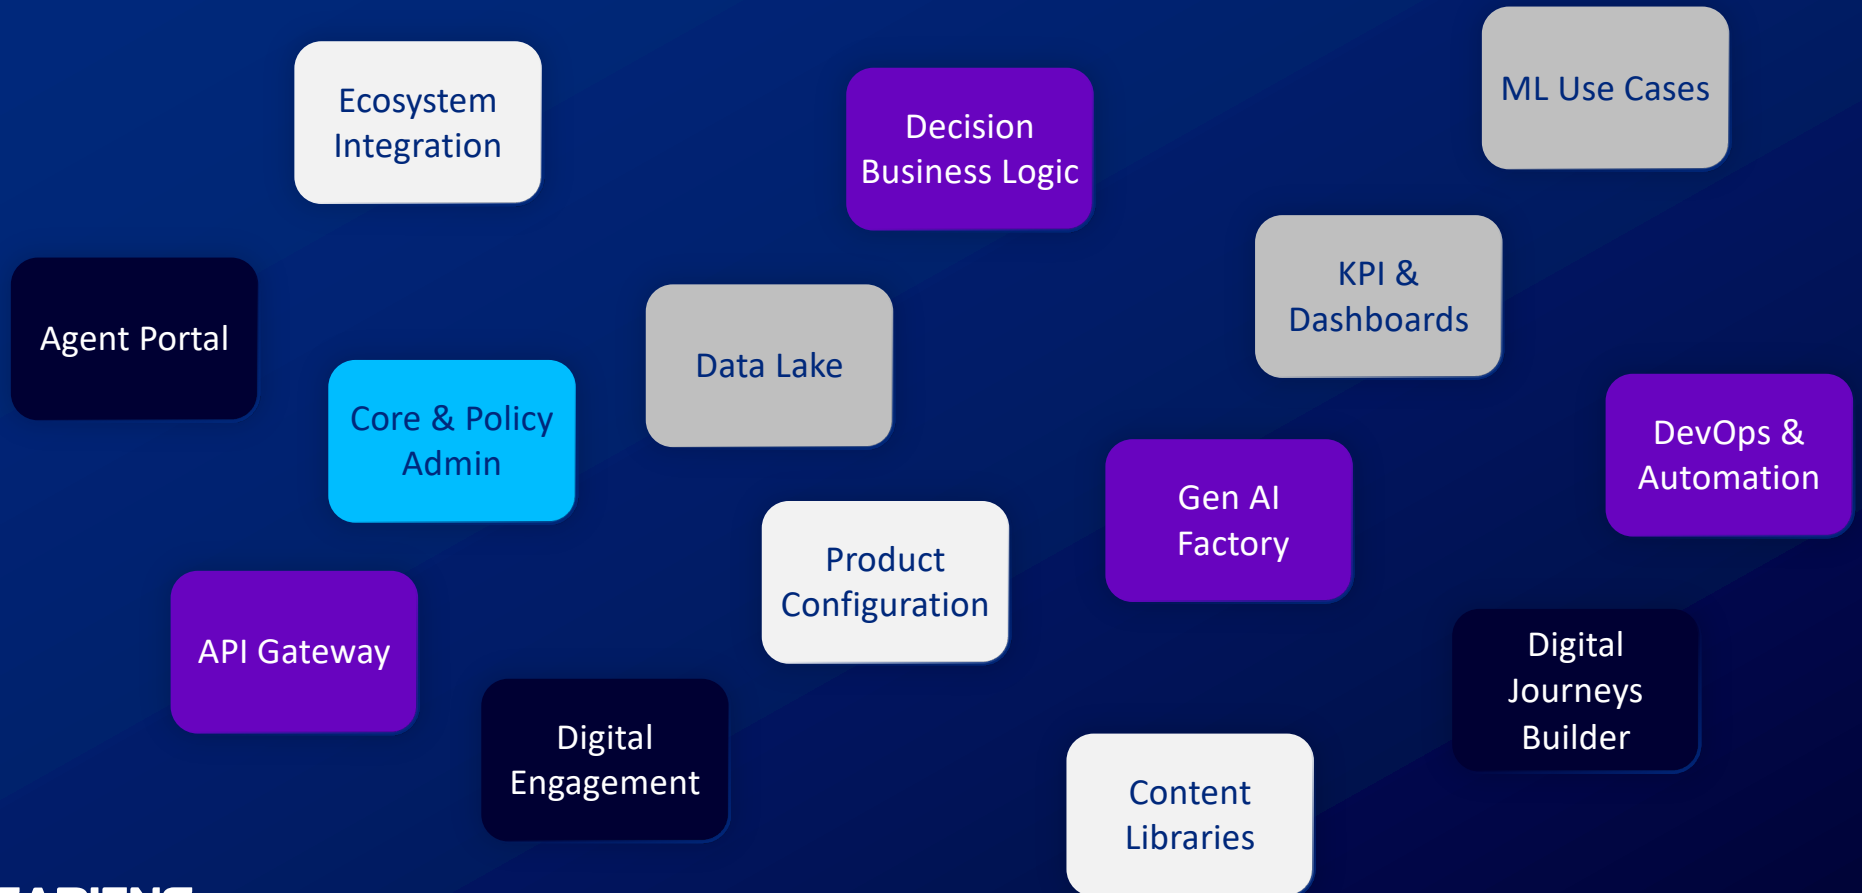 ML Use Cases
Ecosystem
Integration
Decision
Business Logic
KPI &
Dashboards
Agent Portal
Data Lake
Core & Policy
Admin
DevOps &
Automation
Gen AI
Factory
Product
Configuration
API Gateway
Digital
Journeys
Builder
Digital
Engagement
Content
Libraries
SAPIENS